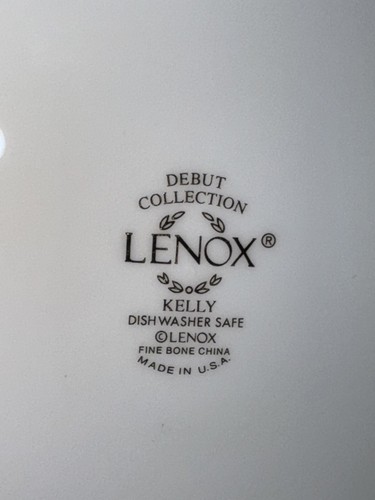 DEBUT
COLLECTION
LENOX®
KELLY
DISHWASHER SAFE
©LENOX
FINE BONE CHINA
MADE IN U.S.A.